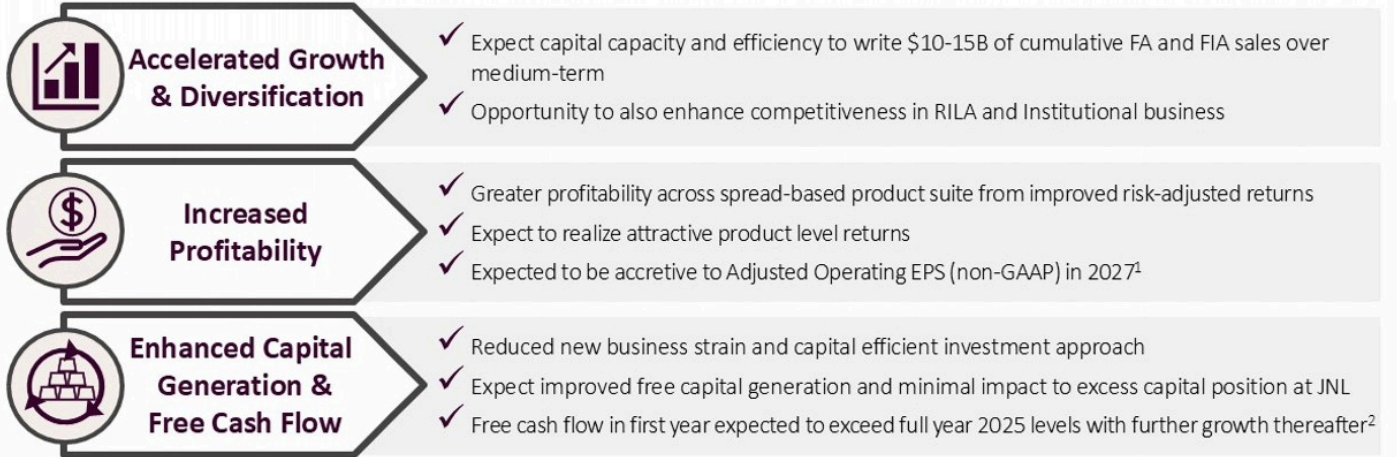 Accelerated Growth
& Diversification
✓ Expect capital capacity and efficiency to write $10-15B of cumulative FA and FIA sales over
medium-term
✓ Opportunity to also enhance competitiveness in RILA and Institutional business
$
Increased
Profitability
✓ Greater profitability across spread-based product suite from improved risk-adjusted returns
✓ Expect to realize attractive product level returns
✓ Expected to be accretive to Adjusted Operating EPS (non-GAAP) in 2027¹
Enhanced Capital
Generation &
Free Cash Flow
✓ Reduced new business strain and capital efficient investment approach
✓ Expect improved free capital generation and minimal impact to excess capital position at JNL
✓ Free cash flow in first year expected to exceed full year 2025 levels with further growth thereafter²